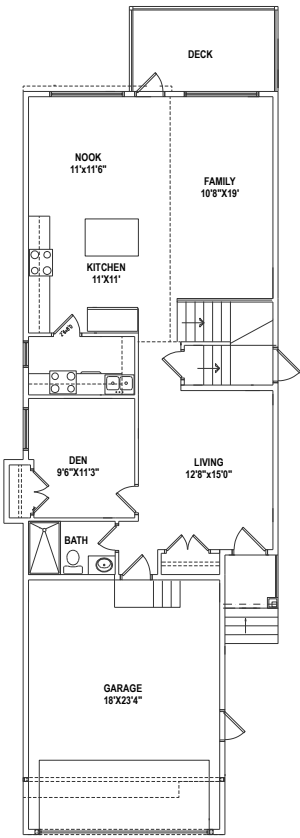 DECK
NOOK
11'x11'6"
FAMILY
10'8"X19'
KITCHEN
11'X11'
DEN
9'6"X11'3"
LIVING
12'8"x15'0"
BATH
GARAGE
18'X23'4"